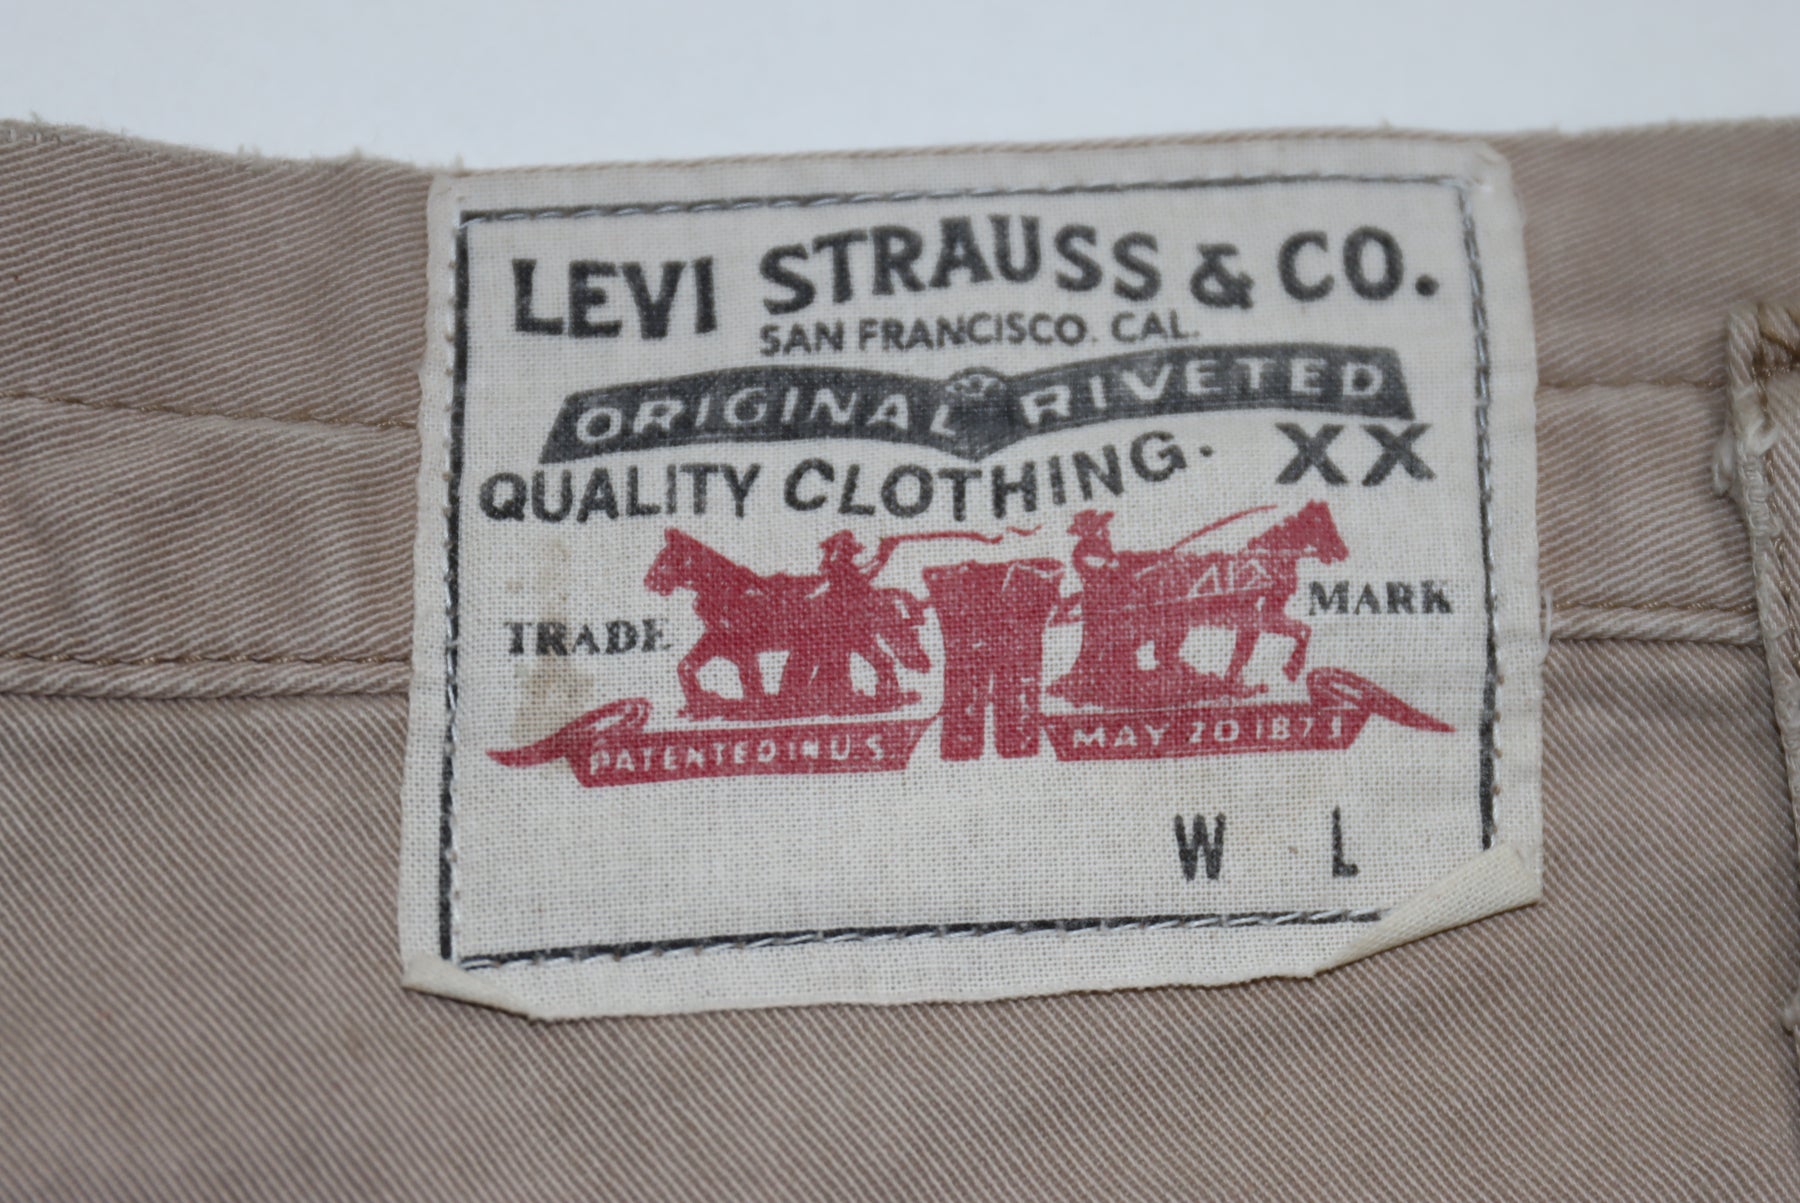 LEVI STRAUSS & CO.
SAN FRANCISCO. CAL.
ORIGINAL RIVETED
QUALITY CLOTHING. XX
TRADE MARK
PATENTED IN U.S. MAY 20 1873
W L